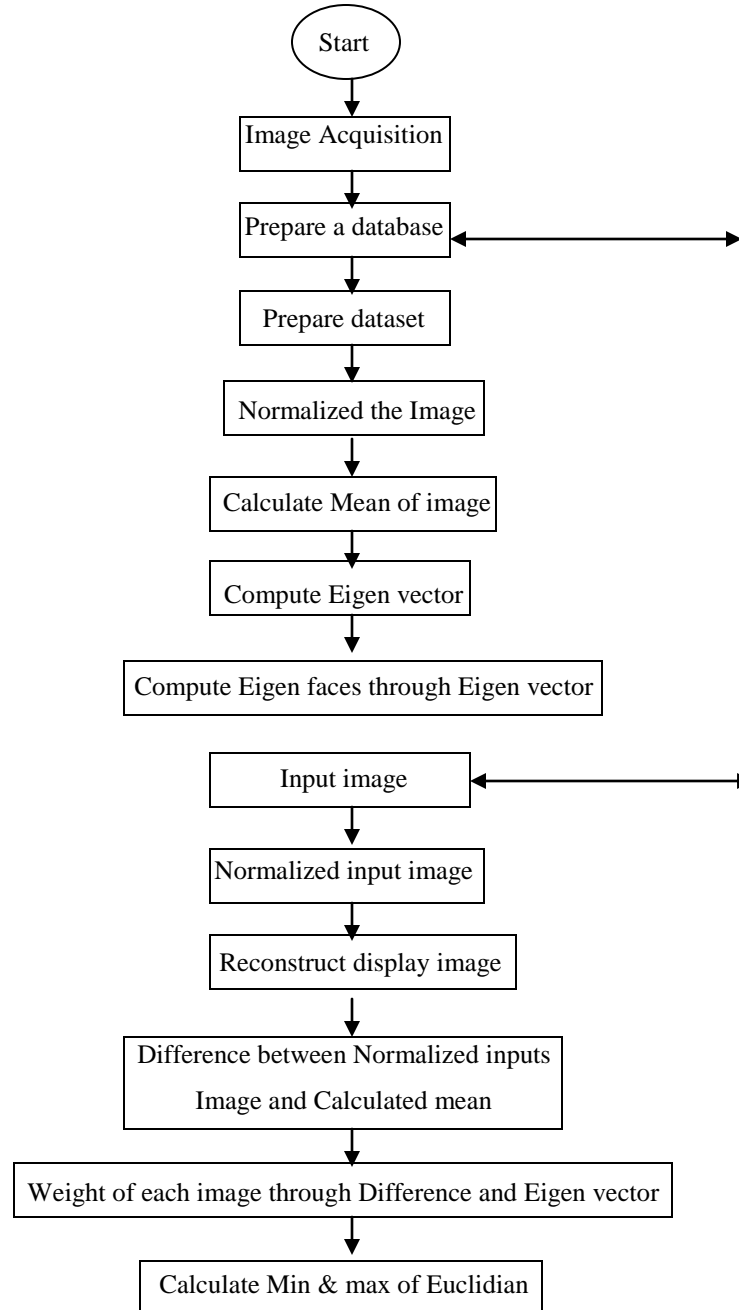 Start
Image Acquisition
Prepare a database
Prepare dataset
Normalized the Image
Calculate Mean of image
Compute Eigen vector
Compute Eigen faces through Eigen vector
Input image
Normalized input image
Reconstruct display image
Difference between Normalized inputs
Image and Calculated mean
Weight of each image through Difference and Eigen vector
Calculate Min & max of Euclidian